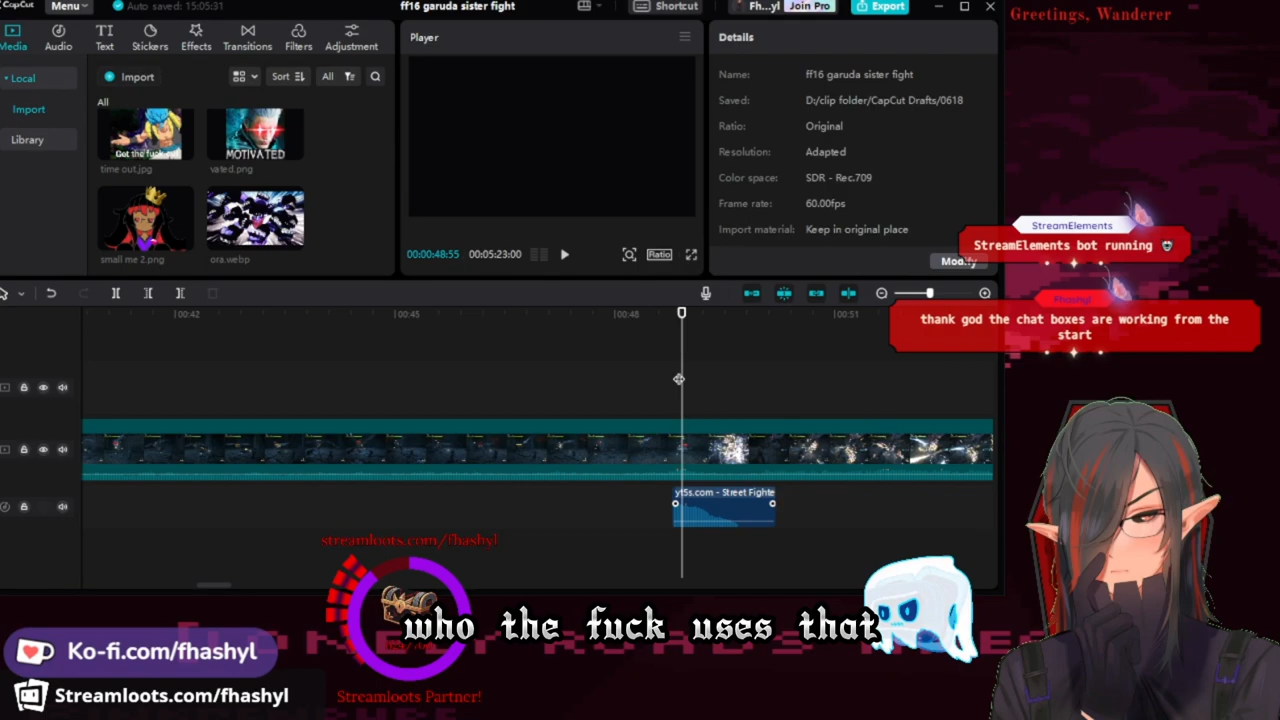 CapCut
Menu
Auto saved: 15:05:31
ff16 garuda sister fight
Shortcut
Fh...yl
Join Pro
Export
Greetings, Wanderer
Media
Audio
Text
Stickers
Effects
Transitions
Filters
Adjustment
Player
Details
Local
Import
Sort
All
Import
All
Library
Got the fuck
MOTIVATED
time out.jpg
vated.png
small me 2.png
ora.webp
Name:
ff16 garuda sister fight
Saved:
D:/clip folder/CapCut Drafts/0618
Ratio:
Original
Resolution:
Adapted
Color space:
SDR - Rec.709
Frame rate:
60.00fps
Import material:
Keep in original place
Modify
00:00:48:55
00:05:23:00
Ratio
StreamElements
StreamElements bot running
Fhashyl
thank god the chat boxes are working from the
start
00:42
00:45
00:48
00:51
yt5s.com - Street Fighte
streamloots.com/fhashyl
who the fuck uses that
Streamloots Partner!
Ko-fi.com/fhashyl
Streamloots.com/fhashyl